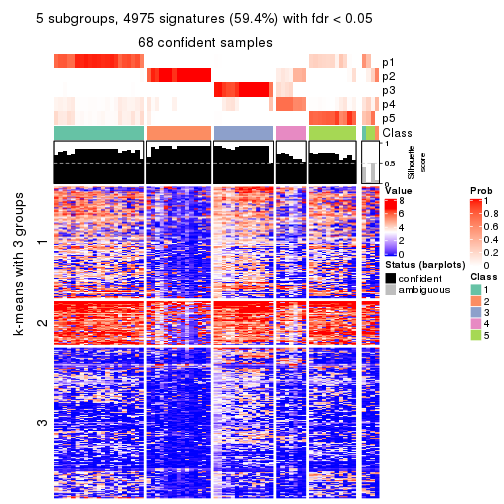 5 subgroups, 4975 signatures (59.4%) with fdr < 0.05
68 confident samples
p1
p2
p3
p4
p5
Class
1
0.5
0
Silhouette
score
k-means with 3 groups
1
2
3
Value
8
6
4
2
0
Status (barplots)
confident
ambiguous
Prob
1
0.8
0.6
0.4
0.2
0
Class
1
2
3
4
5